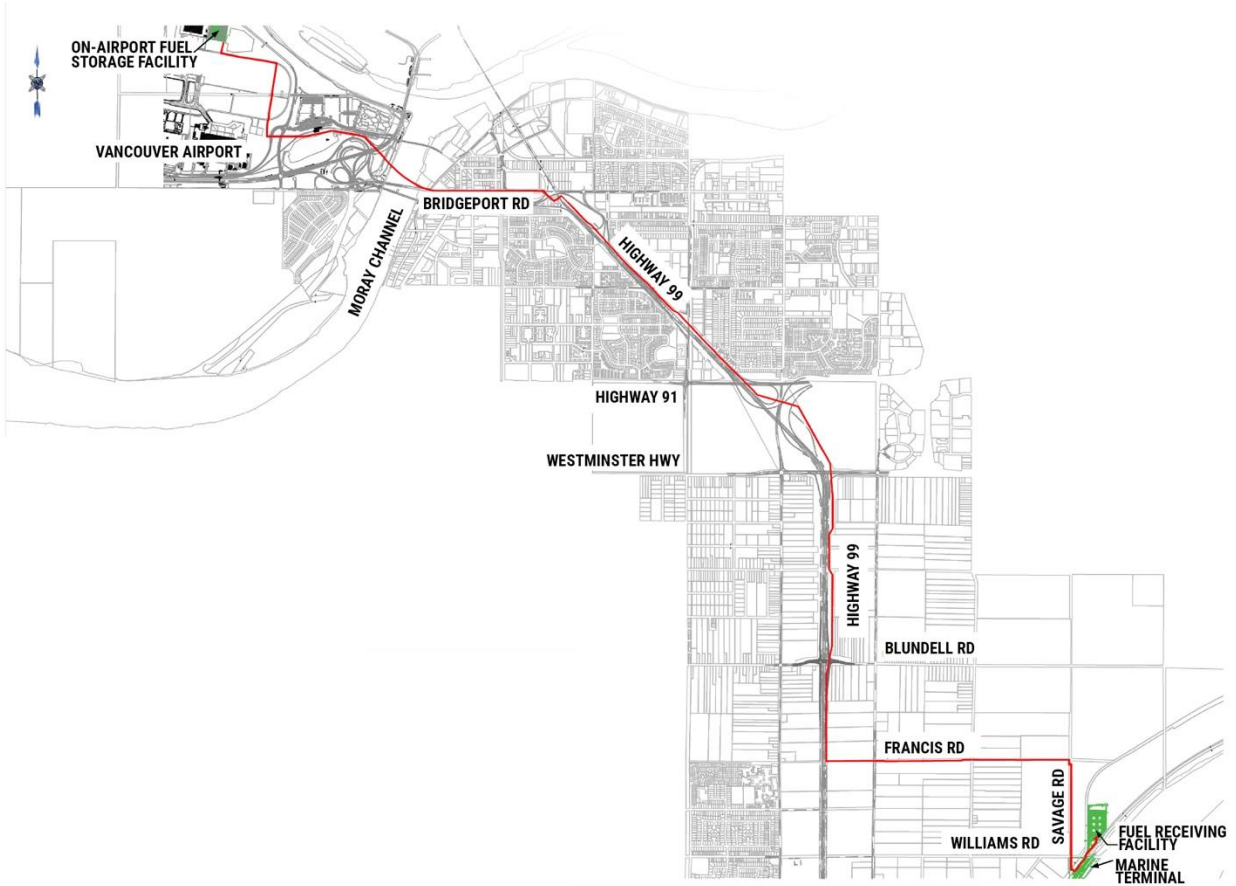 ON-AIRPORT FUEL
STORAGE FACILITY
VANCOUVER AIRPORT
MORAY CHANNEL
BRIDGEPORT RD
HIGHWAY 99
HIGHWAY 91
WESTMINSTER HWY
HIGHWAY 99
BLUNDELL RD
FRANCIS RD
SAVAGE RD
WILLIAMS RD
FUEL RECEIVING
FACILITY
MARINE
TERMINAL